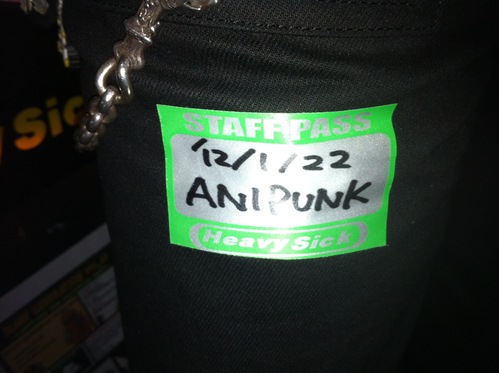 STAFF PASS
'12/1/22
ANIPUNK
Heavy Sick